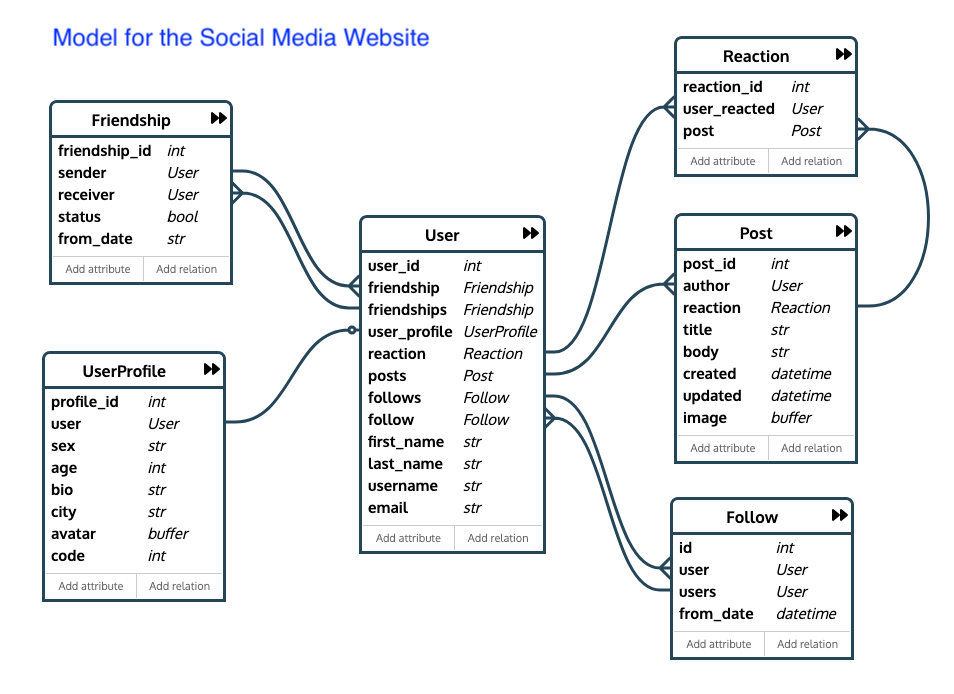 Model for the Social Media Website
Friendship
friendship_id int
sender User
receiver User
status bool
from_date str
Add attribute Add relation
UserProfile
profile_id int
user User
sex str
age int
bio str
city str
avatar buffer
code int
Add attribute Add relation
User
user_id int
friendship Friendship
friendships Friendship
user_profile UserProfile
reaction Reaction
posts Post
follows Follow
follow Follow
first_name str
last_name str
username str
email str
Add attribute Add relation
Reaction
reaction_id int
user_reacted User
post Post
Add attribute Add relation
Post
post_id int
author User
reaction Reaction
title str
body str
created datetime
updated datetime
image buffer
Add attribute Add relation
Follow
id int
user User
users User
from_date datetime
Add attribute Add relation